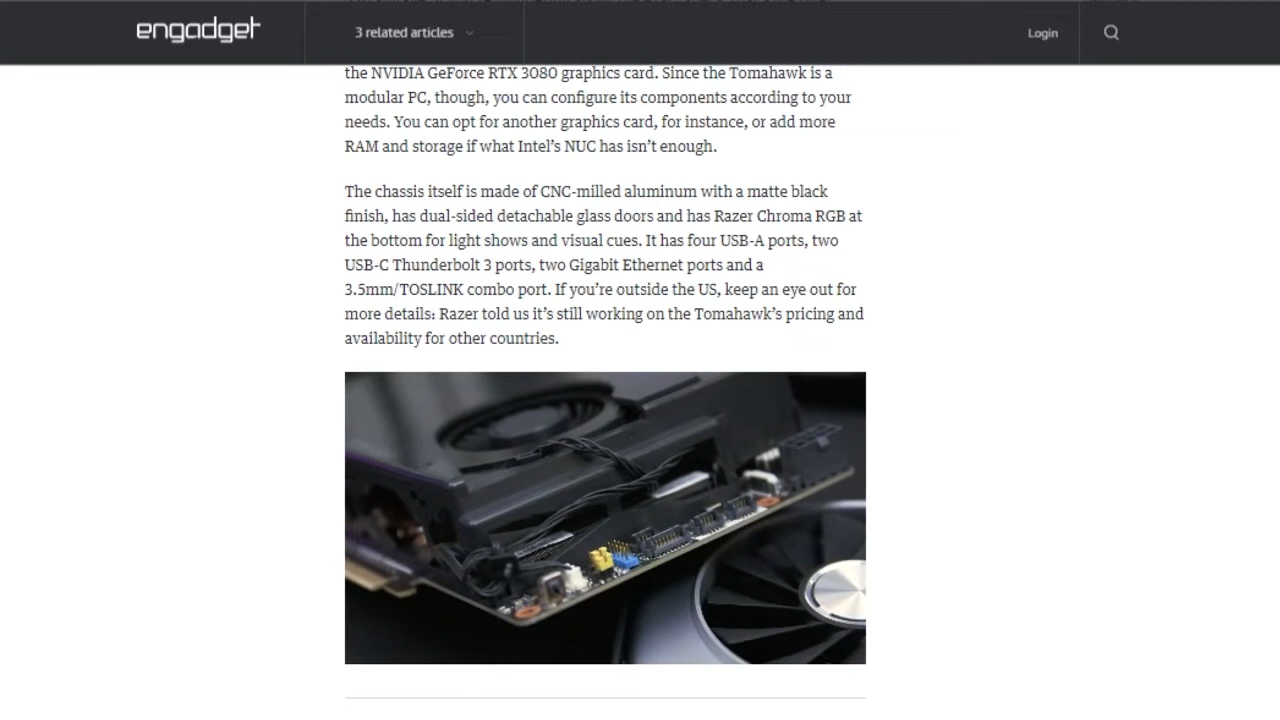 engadget
3 related articles
Login
the NVIDIA GeForce RTX 3080 graphics card. Since the Tomahawk is a
modular PC, though, you can configure its components according to your
needs. You can opt for another graphics card, for instance, or add more
RAM and storage if what Intel's NUC has isn't enough.
The chassis itself is made of CNC-milled aluminum with a matte black
finish, has dual-sided detachable glass doors and has Razer Chroma RGB at
the bottom for light shows and visual cues. It has four USB-A ports, two
USB-C Thunderbolt 3 ports, two Gigabit Ethernet ports and a
3.5mm/TOSLINK combo port. If you're outside the US, keep an eye out for
more details: Razer told us it's still working on the Tomahawk's pricing and
availability for other countries.